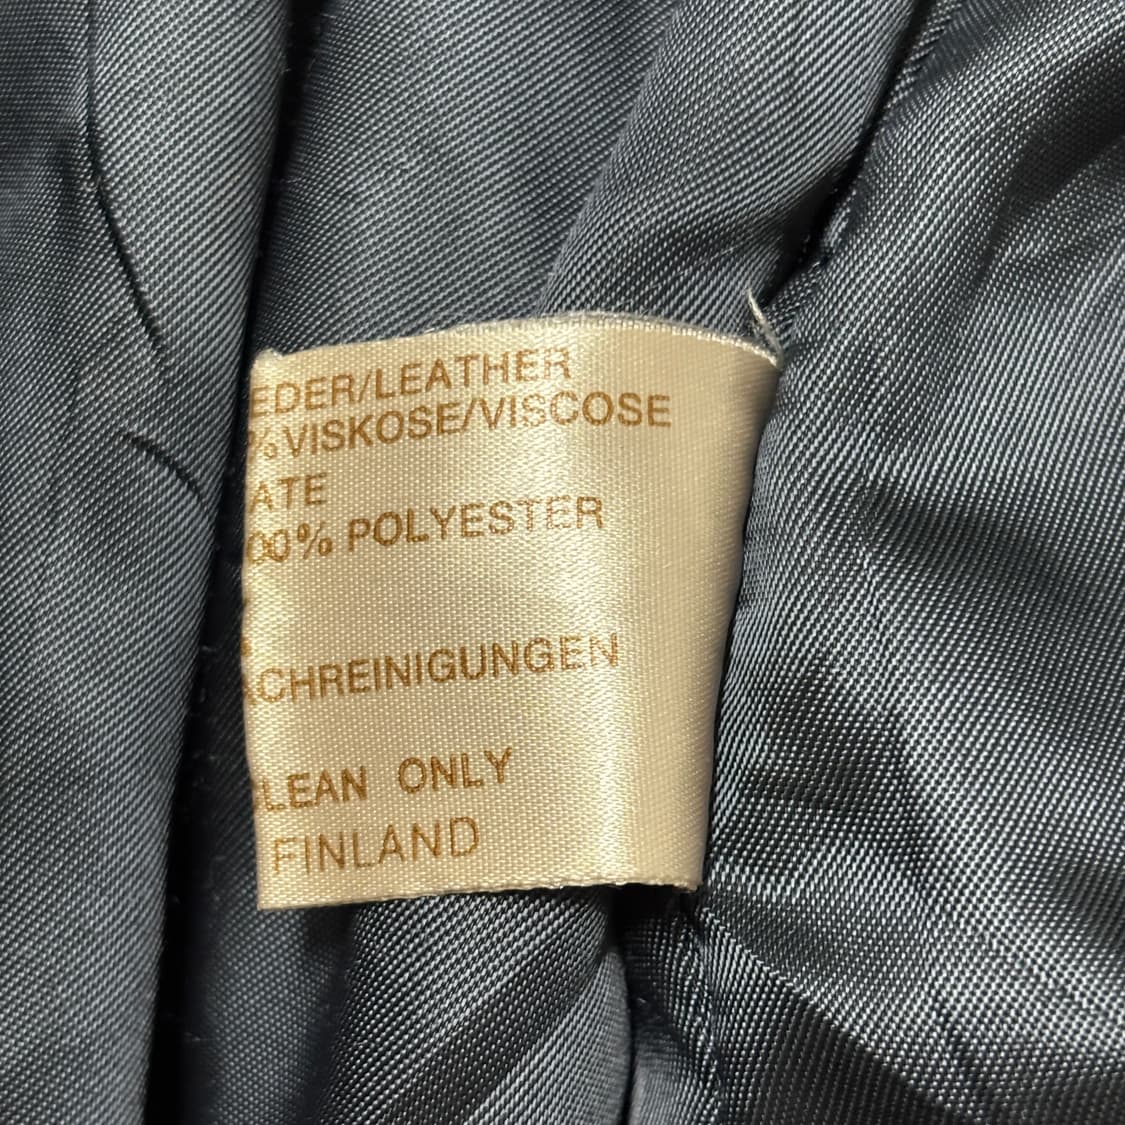 EDER/LEATHER
% VISKOSE/VISCOSE
ATE
00% POLYESTER
CHREINIGUNGEN
LEAN ONLY
FINLAND